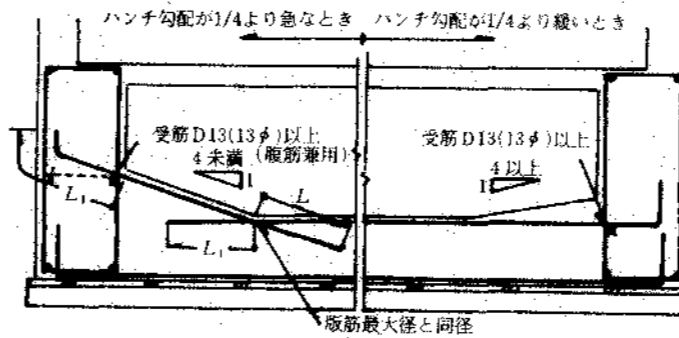 ハンチ勾配が1/4より急なとき ハンチ勾配が1/4より緩いとき
受筋D13(13φ)以上
4未満 (腹筋兼用)
1
受筋D13(13φ)以上
4以上
1
L
L₁
L₁
版筋最大径と同径